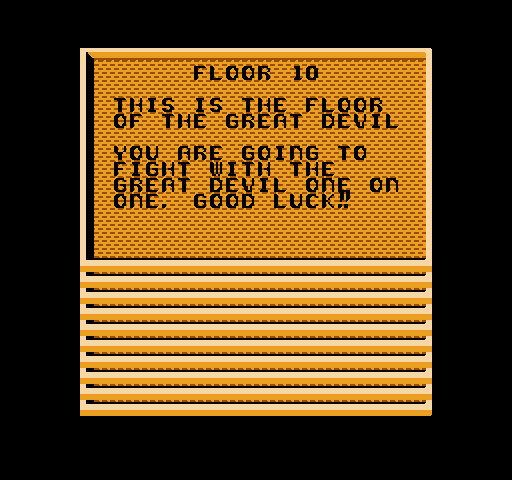 FLOOR 10
THIS IS THE FLOOR
OF THE GREAT DEVIL
YOU ARE GOING TO
FIGHT WITH THE
GREAT DEVIL ONE ON
ONE. GOOD LUCK!!